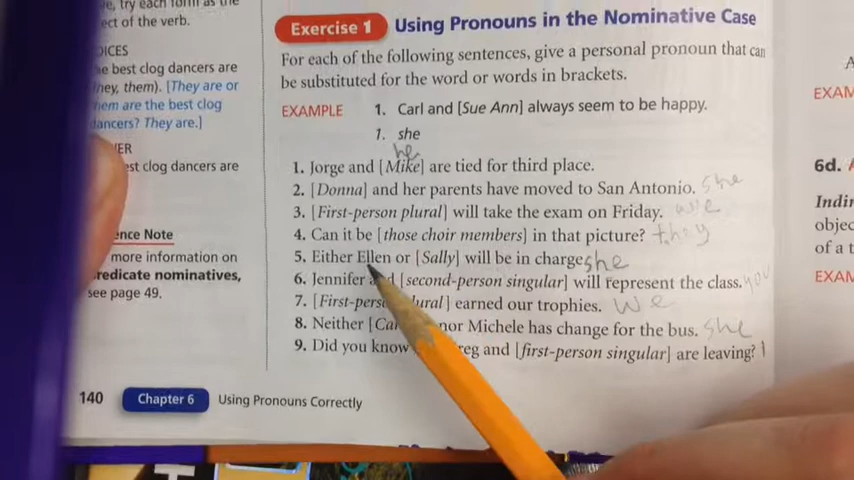 try each form as the
ect of the verb.
OICES
e best clog dancers are
they, them). [They are or
hem are the best clog
dancers? They are.]
ER
est clog dancers are
ence Note
more information on
predicate nominatives,
see page 49.
Exercise 1 Using Pronouns in the Nominative Case
For each of the following sentences, give a personal pronoun that can
be substituted for the word or words in brackets.
EXAMPLE 1. Carl and [Sue Ann] always seem to be happy.
1. she
he
1. Jorge and [Mike] are tied for third place.
2. [Donna] and her parents have moved to San Antonio. she
3. [First-person plural] will take the exam on Friday. we
4. Can it be [those choir members] in that picture? they
5. Either Ellen or [Sally] will be in charge she
6. Jennifer and [second-person singular] will represent the class. you
7. [First-person plural] earned our trophies. we
8. Neither nor Michele has change for the bus. she
9. Did you know and [first-person singular] are leaving? I
140 Chapter 6 Using Pronouns Correctly
EXAM
6d.
Indir
objec
of a t
EXAM